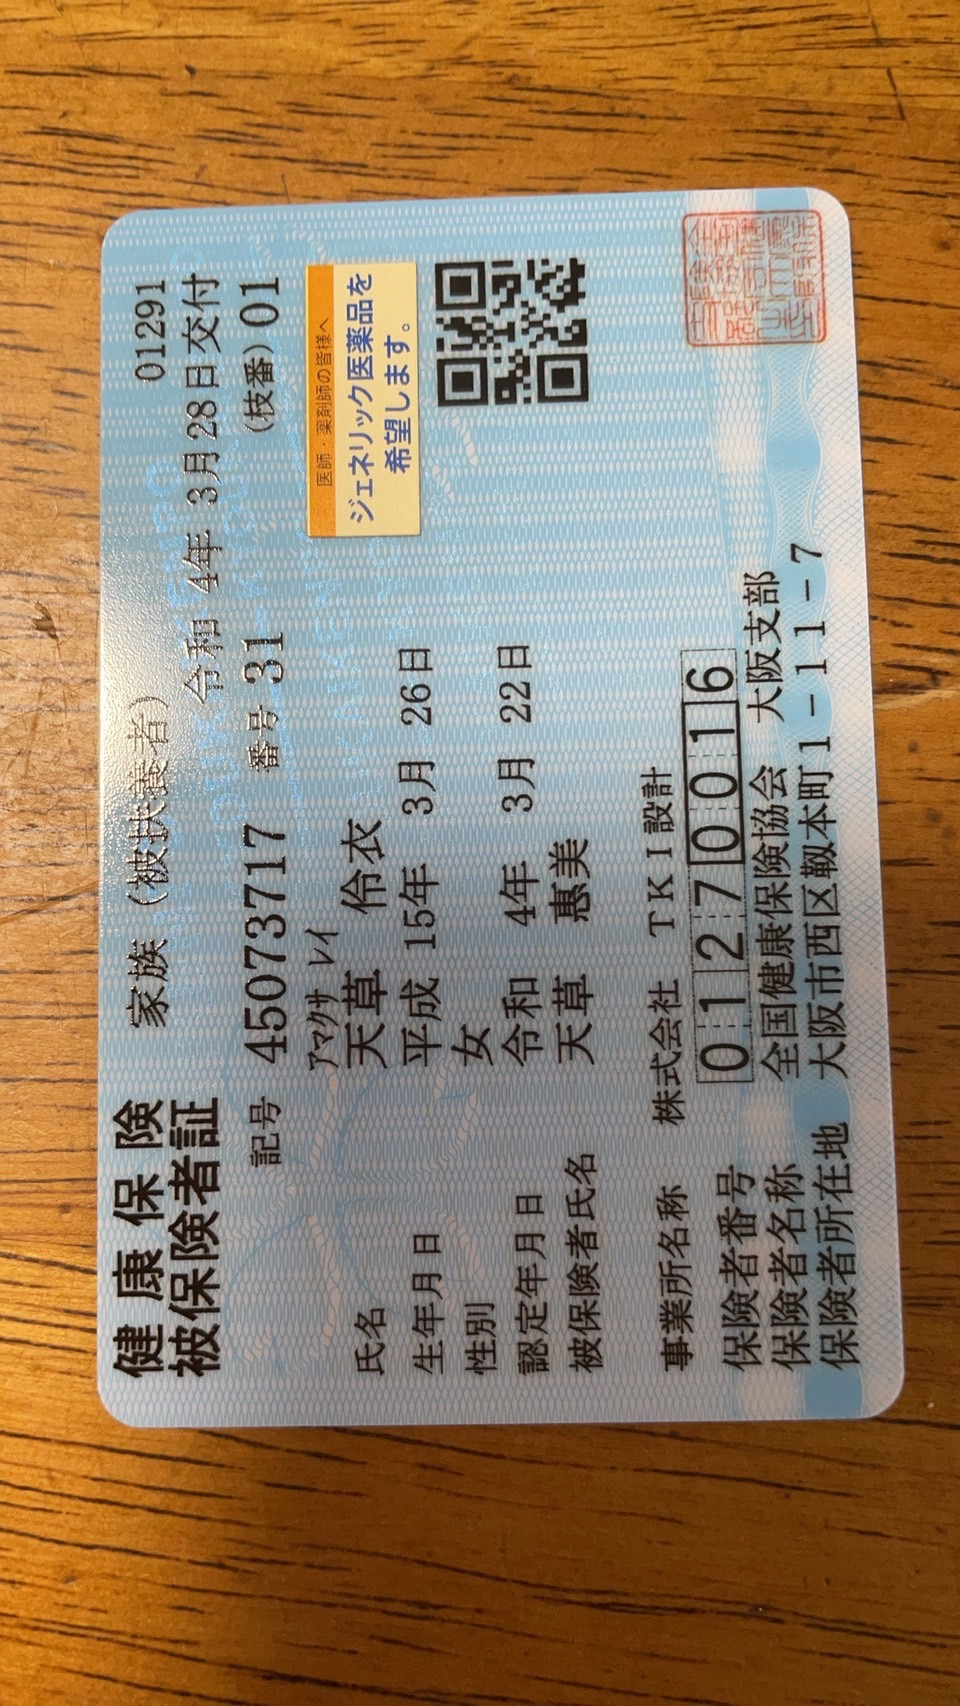 健康保険 家族（被扶養者） 01291
被保険者証 令和 4年 3月28日交付
記号 45073717 番号 31 (枝番) 01
アマクサ レイ
氏名 天草 伶衣
生年月日 平成 15年 3月 26日
性別 女
認定年月日 令和 4年 3月 22日
被保険者氏名 天草 恵美
医師・薬剤師の皆様へ
ジェネリック医薬品を
希望します。
事業所名称 株式会社 ＴＫＩ設計
保険者番号 01270016
保険者名称 全国健康保険協会 大阪支部
保険者所在地 大阪市西区靱本町1-11-7